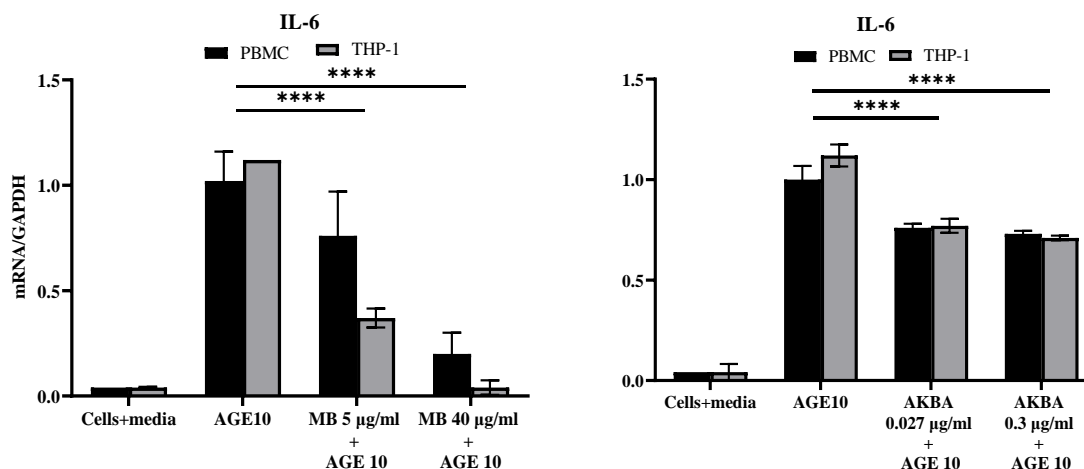 IL-6
PBMC THP-1
****
****
mRNA/GAPDH
1.5
1.0
0.5
0.0
Cells+media AGE10 MB 5 µg/ml MB 40 µg/ml
+ +
AGE 10 AGE 10
IL-6
PBMC THP-1
****
****
1.5
1.0
0.5
0.0
Cells+media AGE10 AKBA AKBA
0.027 µg/ml 0.3 µg/ml
+ +
AGE 10 AGE 10